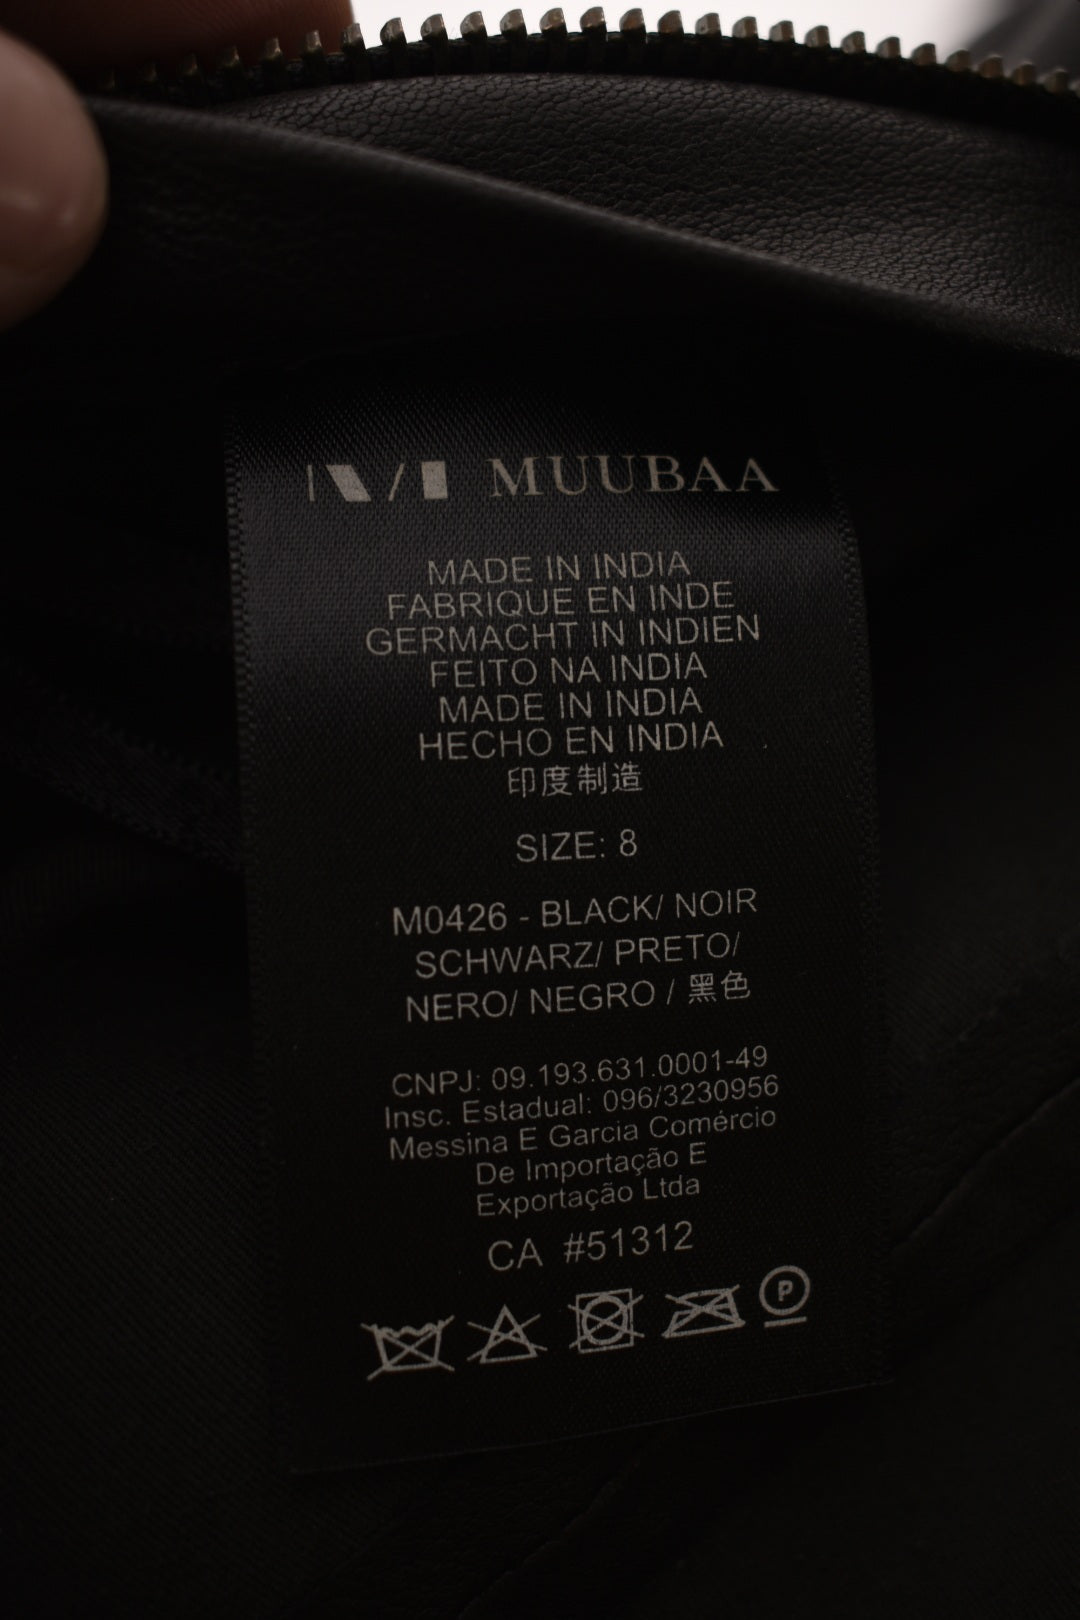 MUUBAA
MADE IN INDIA
FABRIQUE EN INDE
GERMACHT IN INDIEN
FEITO NA INDIA
MADE IN INDIA
HECHO EN INDIA
印度制造
SIZE: 8
M0426 - BLACK/ NOIR
SCHWARZ/ PRETO/
NERO/ NEGRO / 黑色
CNPJ: 09.193.631.0001-49
Insc. Estadual: 096/3230956
Messina E Garcia Comércio
De Importação E
Exportação Ltda
CA #51312
P